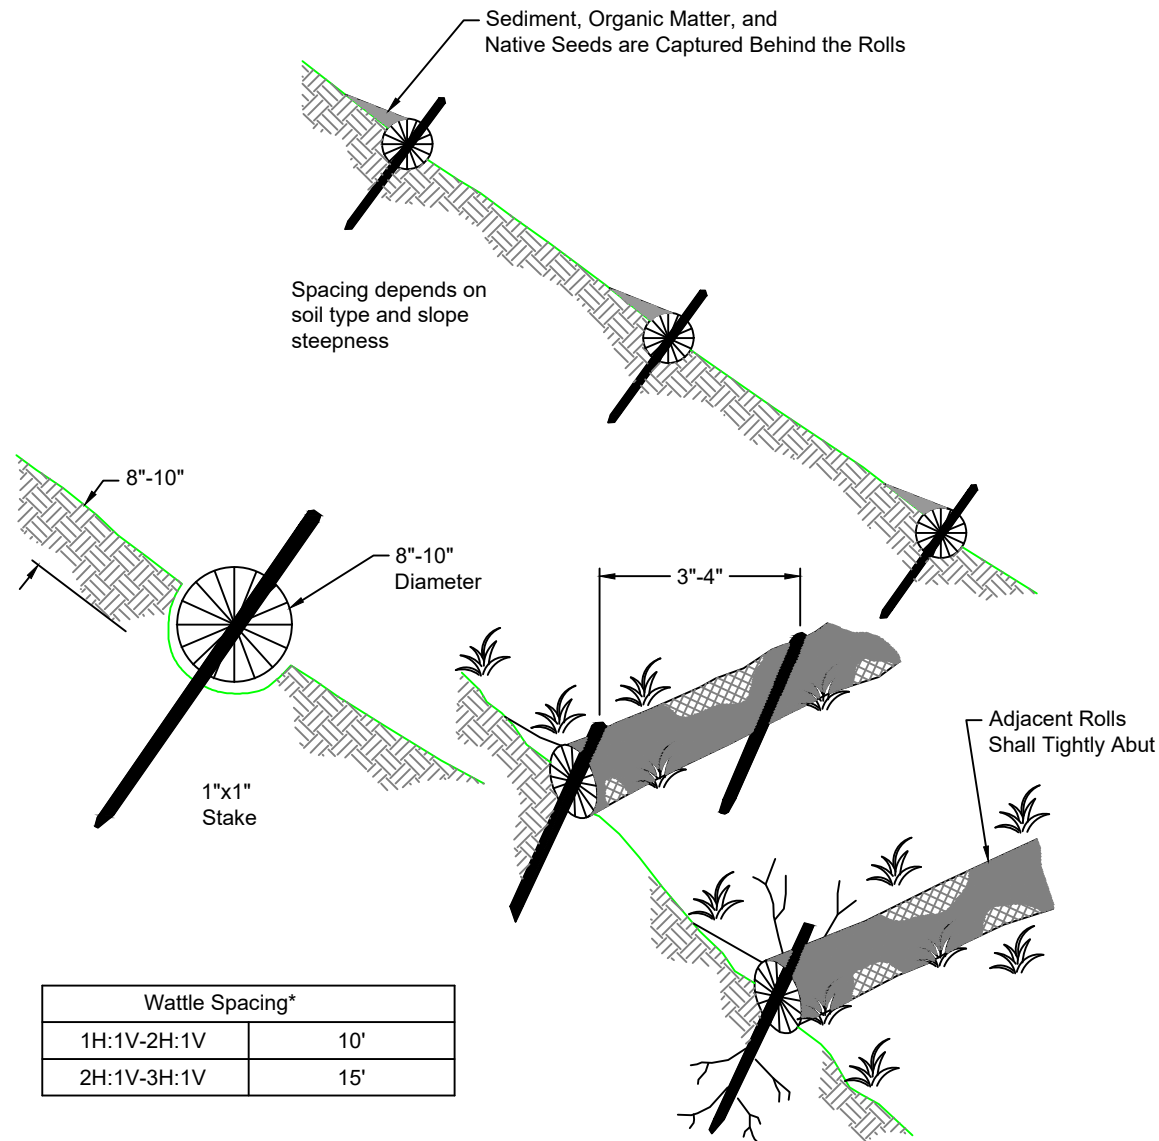 Sediment, Organic Matter, and
Native Seeds are Captured Behind the Rolls
Spacing depends on
soil type and slope
steepness
8"-10"
8"-10"
Diameter
3"-4"
1"x1"
Stake
Adjacent Rolls
Shall Tightly Abut
Wattle Spacing*
1H:1V-2H:1V 10'
2H:1V-3H:1V 15'